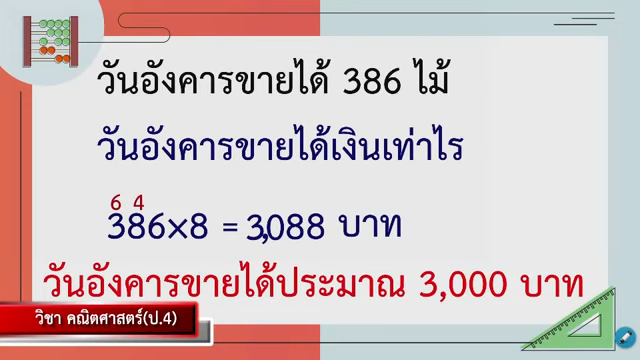 วันอังคารขายได้ 386 ไม้
วันอังคารขายได้เงินเท่าไร
6 4
386×8 = 3,088 บาท
วันอังคารขายได้ประมาณ 3,000 บาท
วิชา คณิตศาสตร์(ป.4)